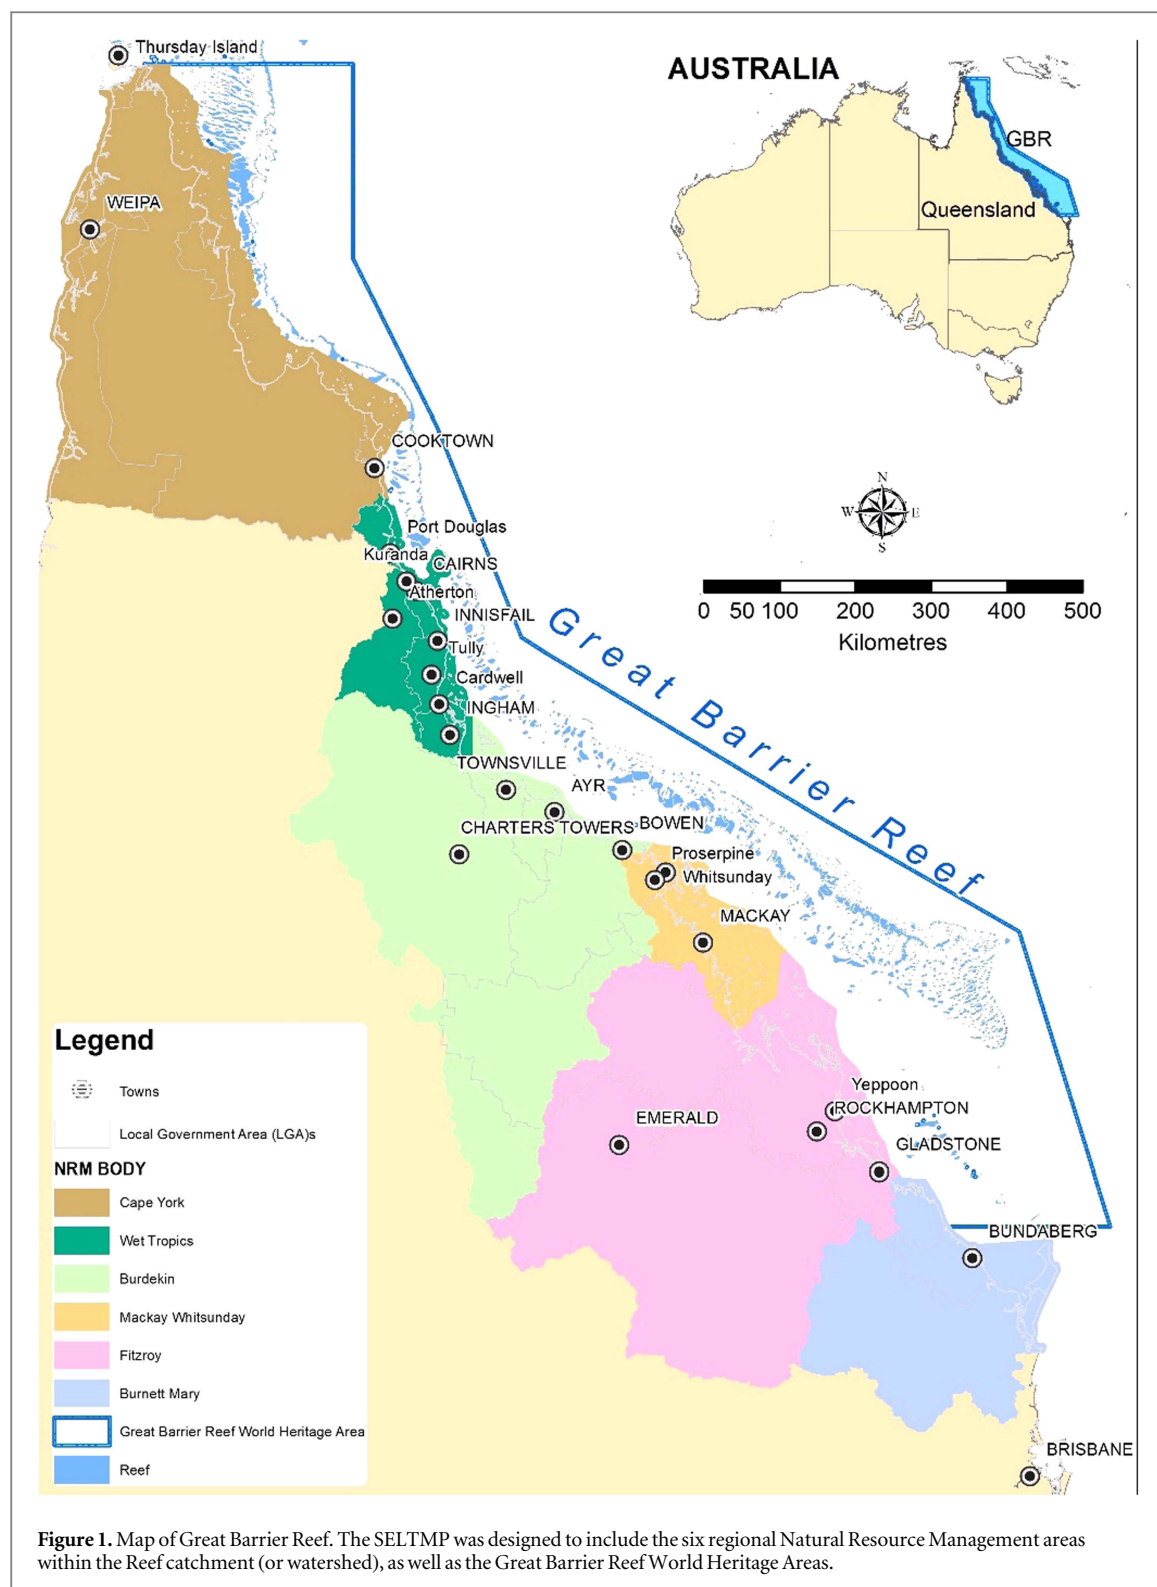 Thursday Island
AUSTRALIA
GBR
Queensland
WEIPA
COOKTOWN
N
W
E
S
Port Douglas
Kuranda
CAIRNS
Atherton
INNISFAIL
Tully
Cardwell
INGHAM
0 50 100 200 300 400 500
Kilometres
Great Barrier Reef
TOWNSVILLE
AYR
CHARTERS TOWERS
BOWEN
Proserpine
Whitsunday
MACKAY
Yeppoon
ROCKHAMPTON
EMERALD
GLADSTONE
BUNDABERG
BRISBANE
Legend
Towns
Local Government Area (LGA)s
NRM BODY
Cape York
Wet Tropics
Burdekin
Mackay Whitsunday
Fitzroy
Burnett Mary
Great Barrier Reef World Heritage Area
Reef
Figure 1. Map of Great Barrier Reef. The SELTMP was designed to include the six regional Natural Resource Management areas
within the Reef catchment (or watershed), as well as the Great Barrier Reef World Heritage Areas.